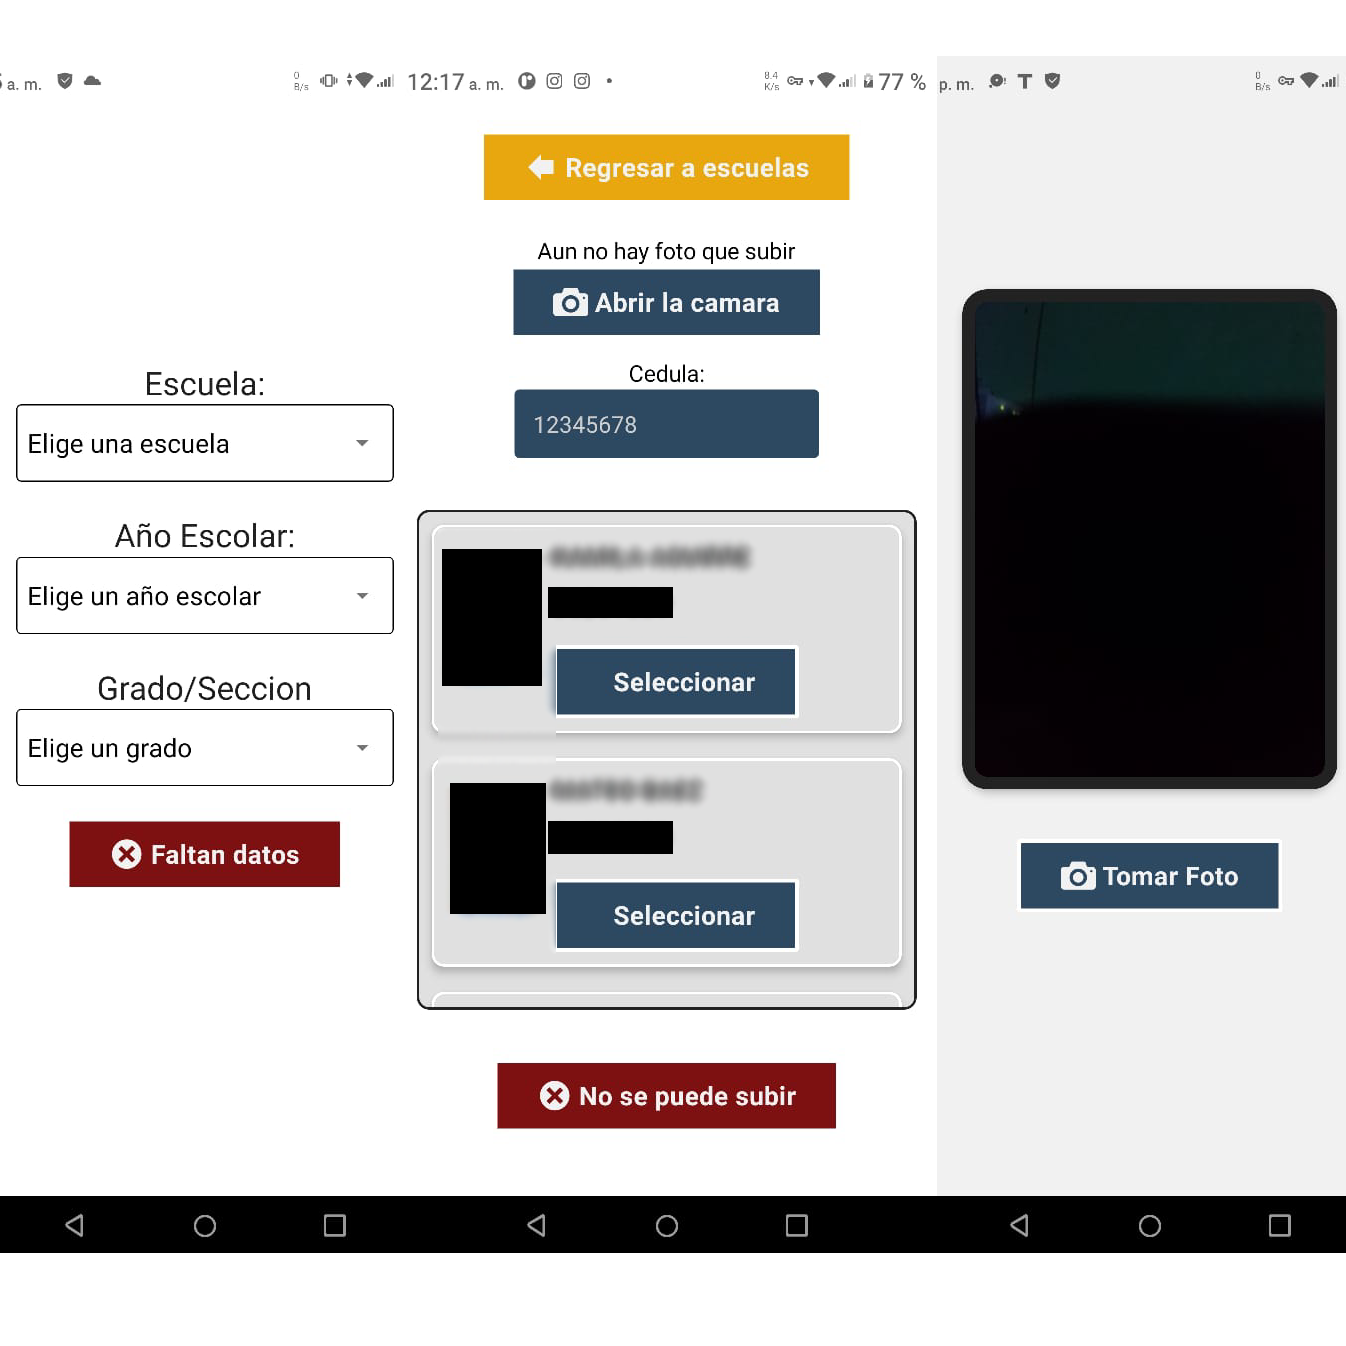 a. m.
0
B/s
Escuela:
Elige una escuela
Año Escolar:
Elige un año escolar
Grado/Seccion
Elige un grado
Faltan datos
12:17 a. m.
8.4
K/s
77 %
Regresar a escuelas
Aun no hay foto que subir
Abrir la camara
Cedula:
12345678
Seleccionar
Seleccionar
No se puede subir
p. m.
T
0
B/s
Tomar Foto